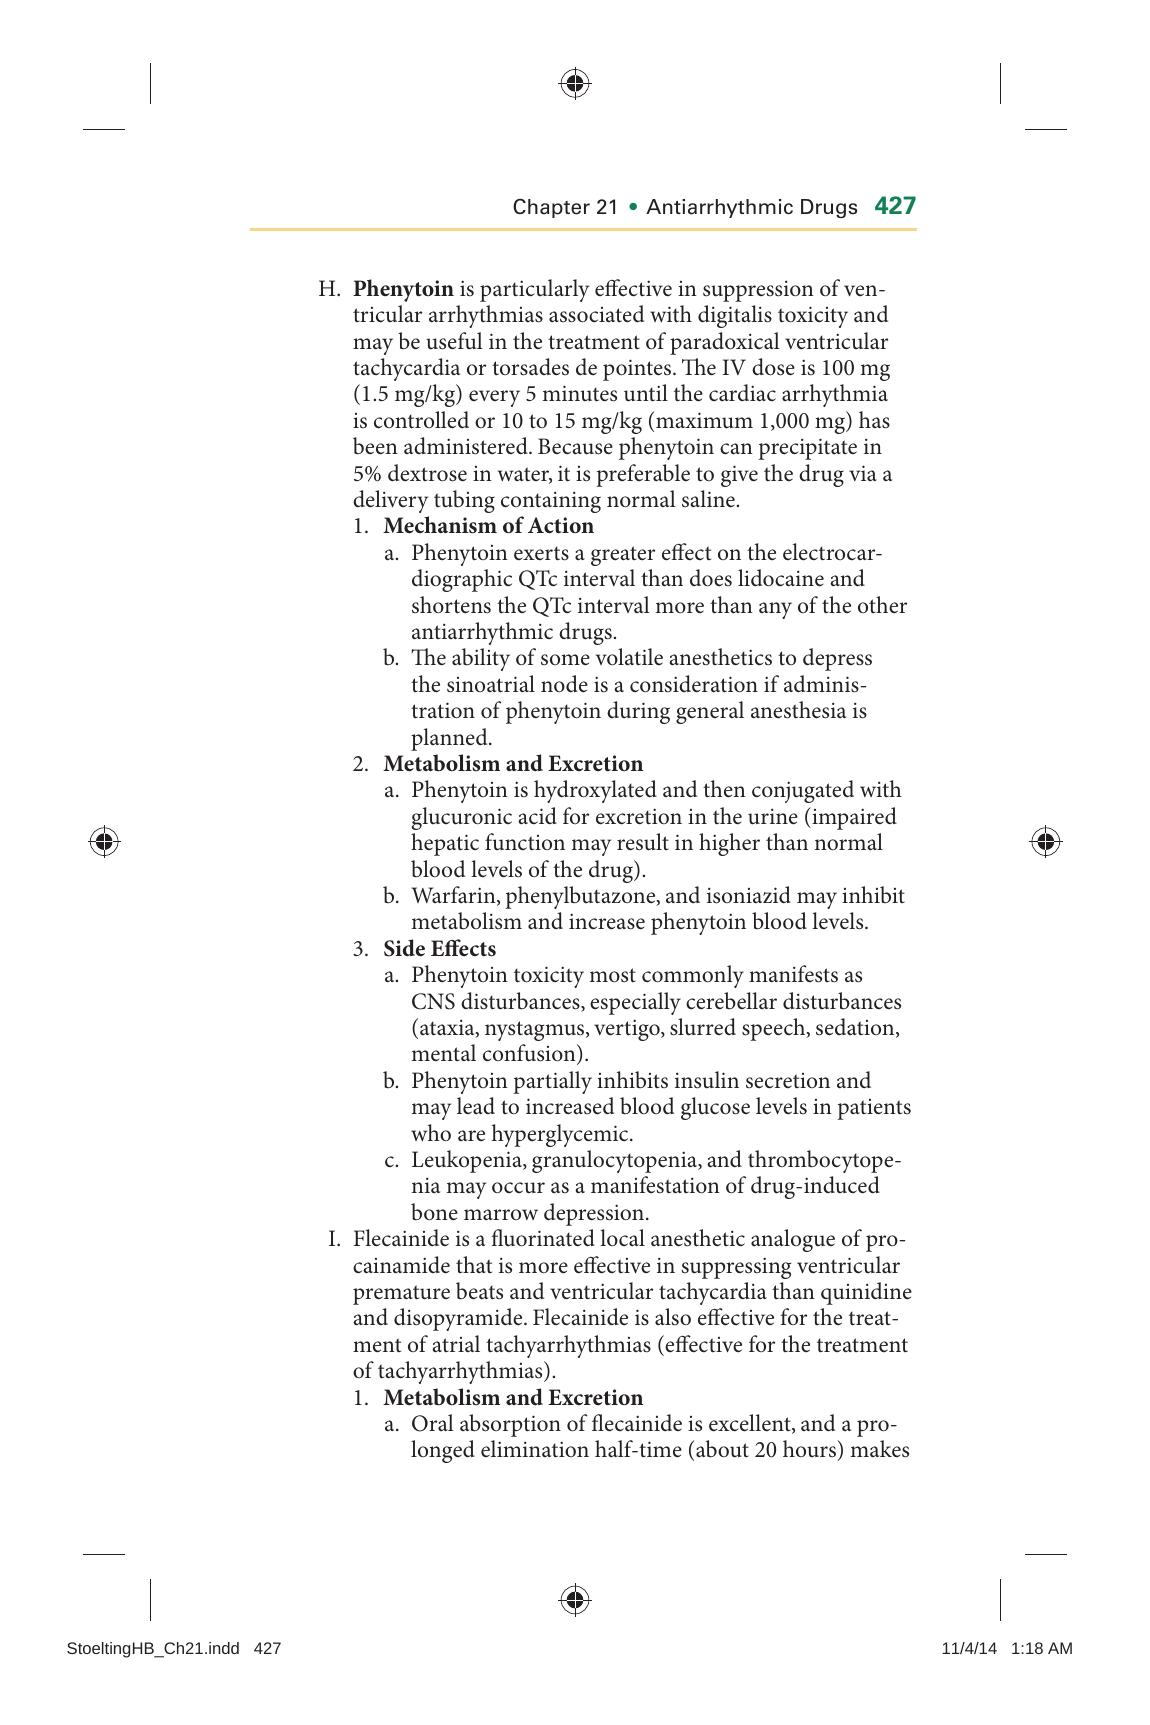 Chapter 21 • Antiarrhythmic Drugs 427
H. Phenytoin is particularly effective in suppression of ven-
tricular arrhythmias associated with digitalis toxicity and
may be useful in the treatment of paradoxical ventricular
tachycardia or torsades de pointes. The IV dose is 100 mg
(1.5 mg/kg) every 5 minutes until the cardiac arrhythmia
is controlled or 10 to 15 mg/kg (maximum 1,000 mg) has
been administered. Because phenytoin can precipitate in
5% dextrose in water, it is preferable to give the drug via a
delivery tubing containing normal saline.
1. Mechanism of Action
a. Phenytoin exerts a greater effect on the electrocar-
diographic QTc interval than does lidocaine and
shortens the QTc interval more than any of the other
antiarrhythmic drugs.
b. The ability of some volatile anesthetics to depress
the sinoatrial node is a consideration if adminis-
tration of phenytoin during general anesthesia is
planned.
2. Metabolism and Excretion
a. Phenytoin is hydroxylated and then conjugated with
glucuronic acid for excretion in the urine (impaired
hepatic function may result in higher than normal
blood levels of the drug).
b. Warfarin, phenylbutazone, and isoniazid may inhibit
metabolism and increase phenytoin blood levels.
3. Side Effects
a. Phenytoin toxicity most commonly manifests as
CNS disturbances, especially cerebellar disturbances
(ataxia, nystagmus, vertigo, slurred speech, sedation,
mental confusion).
b. Phenytoin partially inhibits insulin secretion and
may lead to increased blood glucose levels in patients
who are hyperglycemic.
c. Leukopenia, granulocytopenia, and thrombocytope-
nia may occur as a manifestation of drug-induced
bone marrow depression.
I. Flecainide is a fluorinated local anesthetic analogue of pro-
cainamide that is more effective in suppressing ventricular
premature beats and ventricular tachycardia than quinidine
and disopyramide. Flecainide is also effective for the treat-
ment of atrial tachyarrhythmias (effective for the treatment
of tachyarrhythmias).
1. Metabolism and Excretion
a. Oral absorption of flecainide is excellent, and a pro-
longed elimination half-time (about 20 hours) makes
StoeltingHB_Ch21.indd 427
11/4/14 1:18 AM